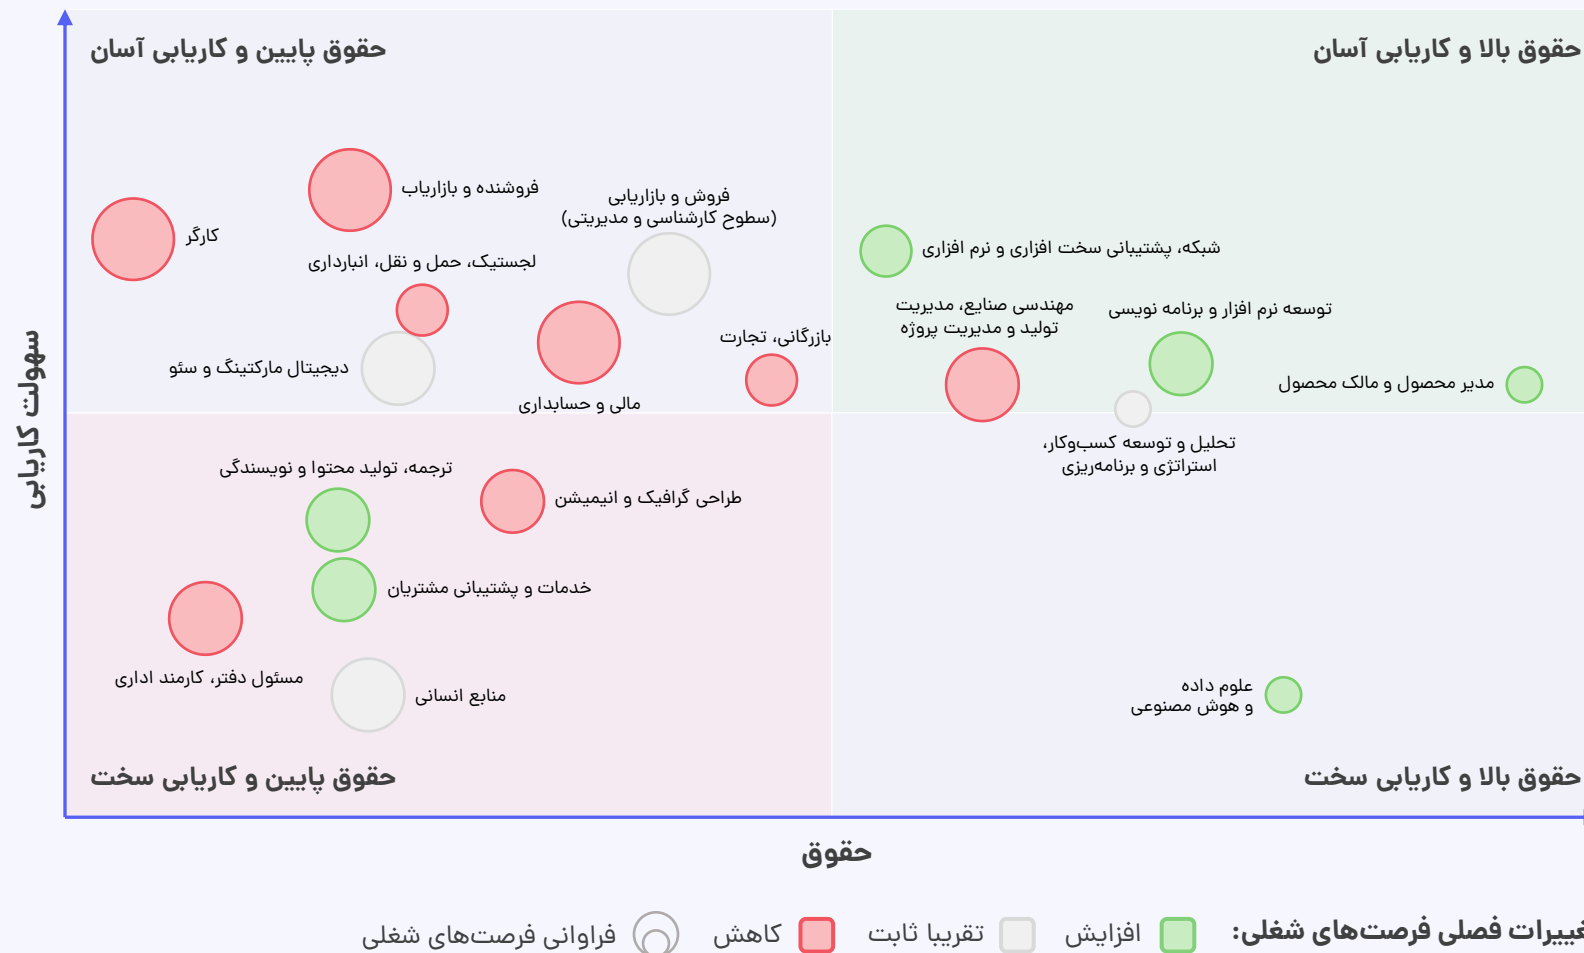 حقوق بالا و کاریابی آسان
حقوق پایین و کاریابی آسان
فروشنده و بازاریاب
فروش و بازاریابی
(سطوح کارشناسی و مدیریتی)
کارگر
شبکه، پشتیبانی سخت افزاری و نرم افزاری
لجستیک، حمل و نقل، انبارداری
مهندسی صنایع، مدیریت
تولید و مدیریت پروژه
توسعه نرم افزار و برنامه نویسی
بازرگانی، تجارت
دیجیتال مارکتینگ و سئو
مدیر محصول و مالک محصول
مالی و حسابداری
سهولت کاریابی
تحلیل و توسعه کسب‌وکار،
استراتژی و برنامه‌ریزی
ترجمه، تولید محتوا و نویسندگی
طراحی گرافیک و انیمیشن
خدمات و پشتیبانی مشتریان
مسئول دفتر، کارمند اداری
منابع انسانی
علوم داده
و هوش مصنوعی
حقوق بالا و کاریابی سخت
حقوق پایین و کاریابی سخت
حقوق
غییرات فصلی فرصت‌های شغلی: افزایش تقریبا ثابت کاهش فراوانی فرصت‌های شغلی